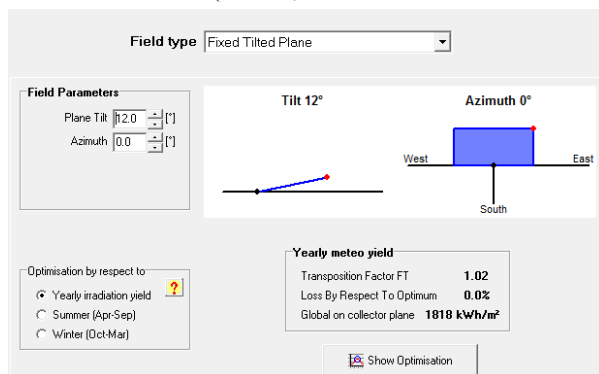 Field type Fixed Tilted Plane
Field Parameters
Plane Tilt 12.0 [°]
Azimuth 0.0 [°]
Tilt 12°
Azimuth 0°
West
East
South
Optimisation by respect to
Yearly irradiation yield
?
Summer (Apr-Sep)
Winter (Oct-Mar)
Yearly meteo yield
Transposition Factor FT 1.02
Loss By Respect To Optimum 0.0%
Global on collector plane 1818 kWh/m²
Show Optimisation